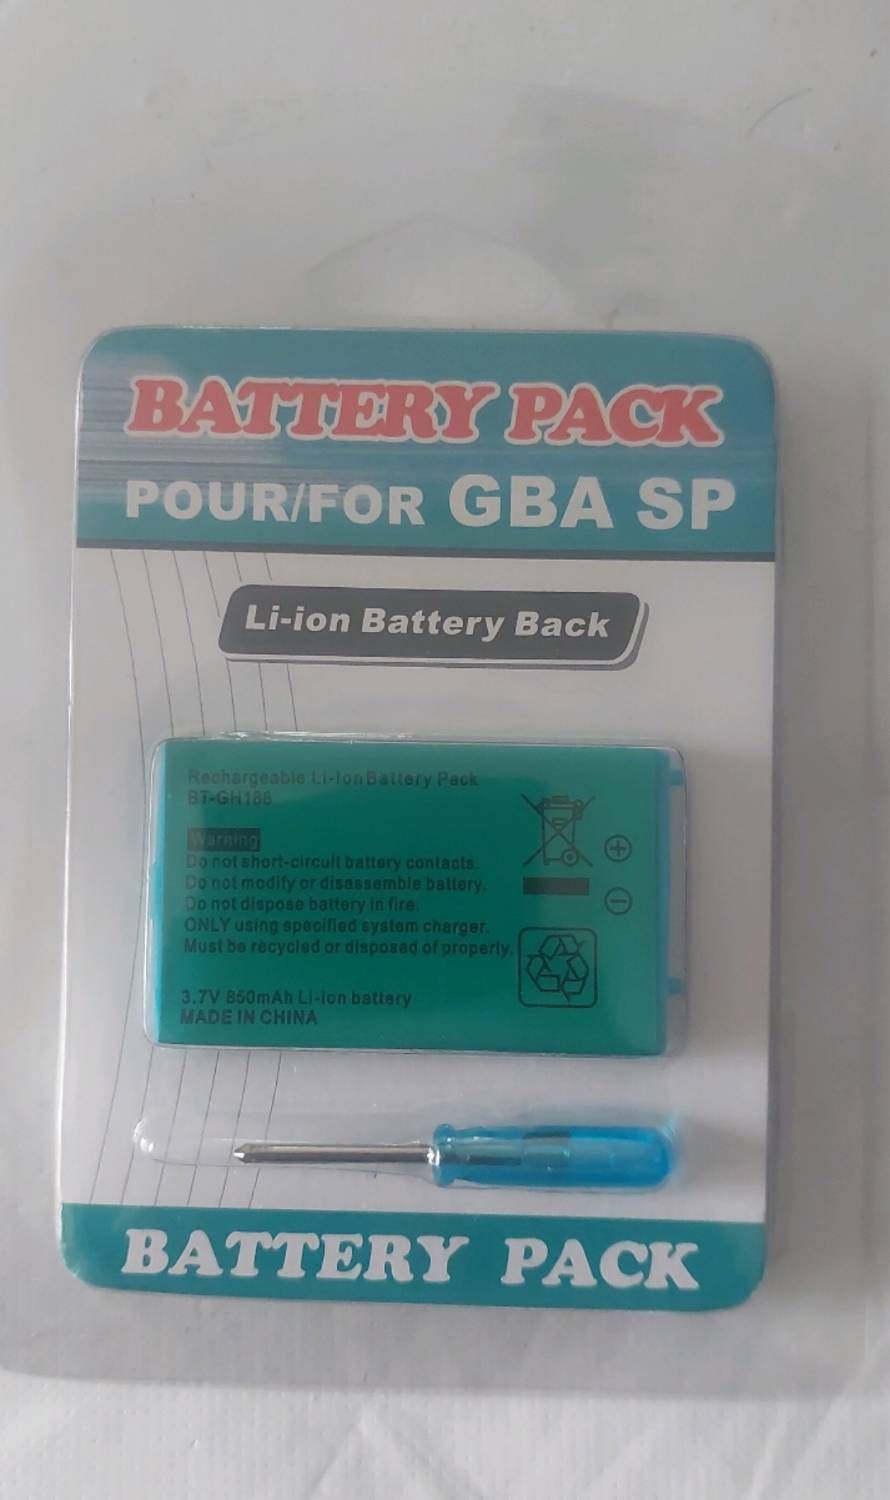 BATTERY PACK
POUR/FOR GBA SP
Li-ion Battery Back
Rechargeable Li-Ion Battery Pack
BT-GH188
Warning
Do not short-circuit battery contacts.
Do not modify or disassemble battery.
Do not dispose battery in fire.
ONLY using specified system charger.
Must be recycled or disposed of properly.
3.7V 850mAh Li-ion battery
MADE IN CHINA
BATTERY PACK